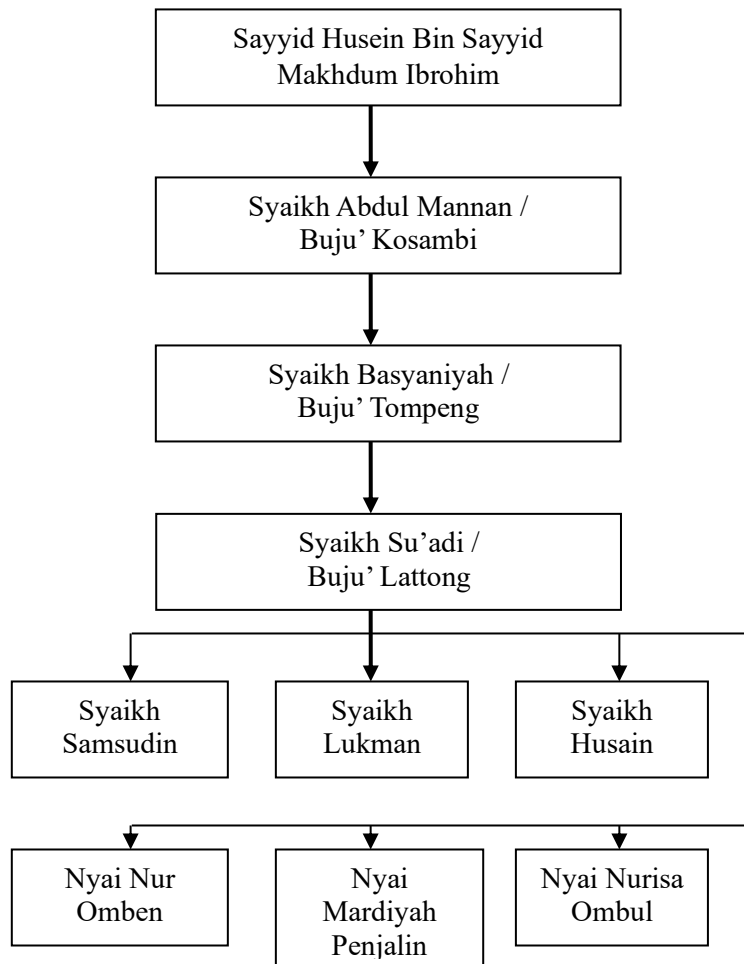 Sayyid Husein Bin Sayyid
Makhdum Ibrohim
Syaikh Abdul Mannan /
Buju’ Kosambi
Syaikh Basyaniyah /
Buju’ Tompeng
Syaikh Su’adi /
Buju’ Lattong
Syaikh
Samsudin
Syaikh
Lukman
Syaikh
Husain
Nyai Nur
Omben
Nyai
Mardiyah
Penjalin
Nyai Nurisa
Ombul